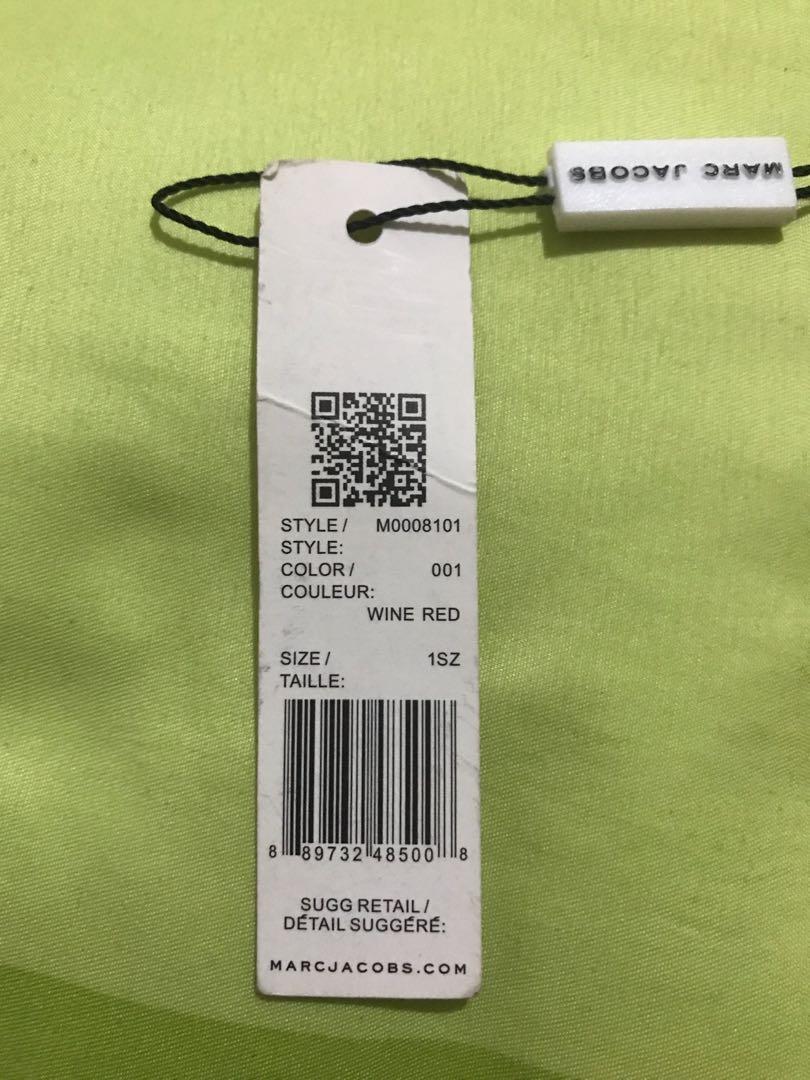 MARC JACOBS
STYLE / M0008101
STYLE:
COLOR / 001
COULEUR:
WINE RED
SIZE / 1SZ
TAILLE:
8 89732 48500 8
SUGG RETAIL /
DÉTAIL SUGGÉRÉ:
MARCJACOBS.COM